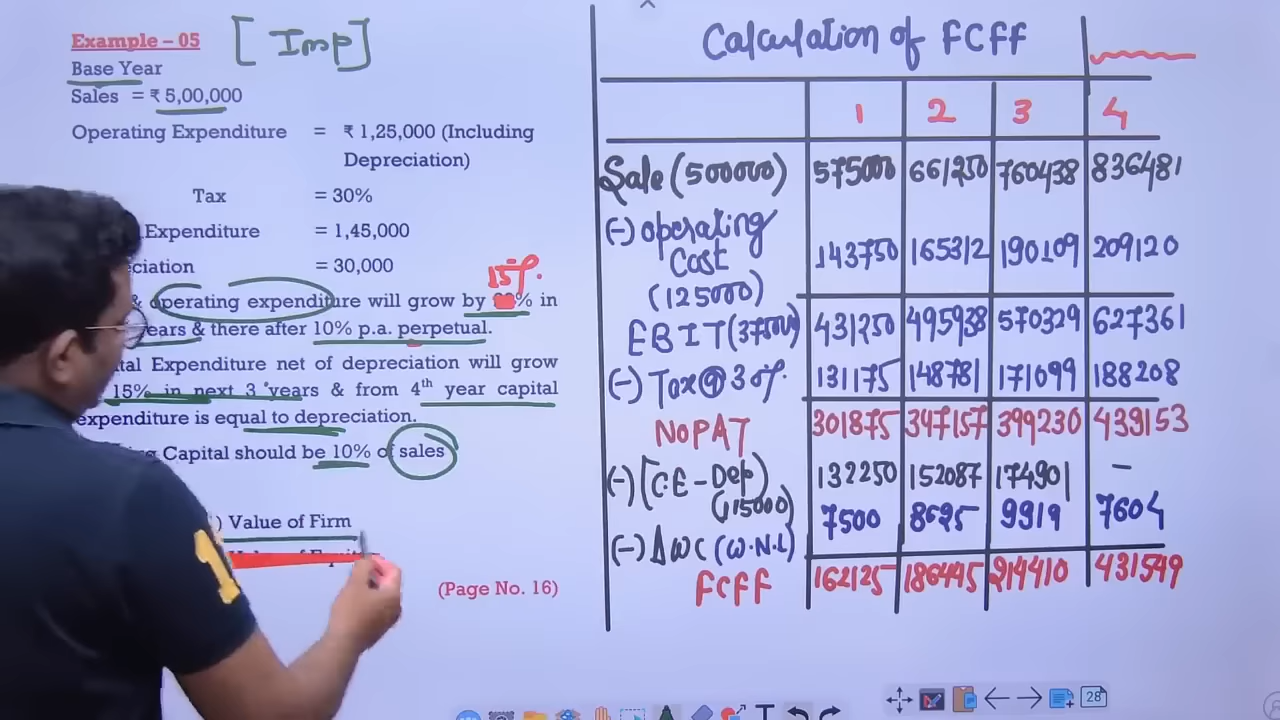 Example – 05 [Imp]
Base Year
Sales = ₹ 5,00,000
Operating Expenditure = ₹ 1,25,000 (Including
Depreciation)
Tax = 30%
Expenditure = 1,45,000
ciation = 30,000
15%
& operating expenditure will grow by % in
years & there after 10% p.a. perpetual.
tal Expenditure net of depreciation will grow
15% in next 3 years & from 4th year capital
expenditure is equal to depreciation.
Capital should be 10% of sales
) Value of Firm
(Page No. 16)
Calculation of FCFF
1 2 3 4
Sale (500000) 575000 661250 760438 836481
(-) operating
Cost 143750 165312 190109 209120
(125000)
EBIT (375000) 431250 495938 570329 627361
(-) Tax@30%. 131175 148781 171099 188208
NOPAT 301875 347157 399230 439153
(-) [C.E - Dep) 132250 152087 174901 -
(115000)
(-) ΔWC (W.N.1) 7500 8625 9919 7604
FCFF 162125 186445 214410 431549
28